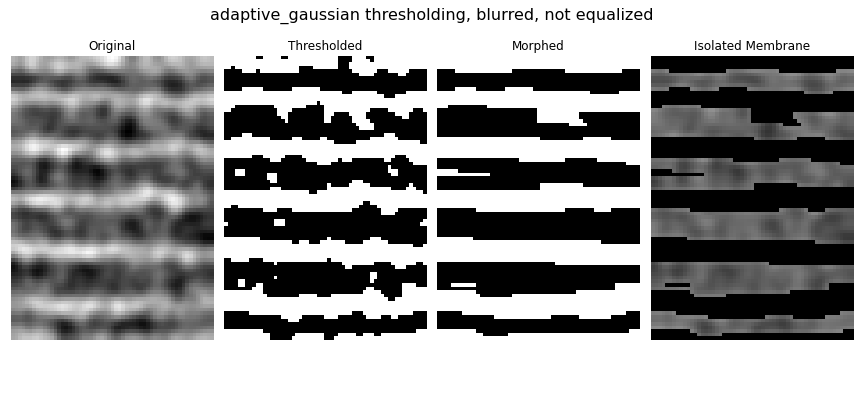 adaptive_gaussian thresholding, blurred, not equalized
Original
Thresholded
Morphed
Isolated Membrane